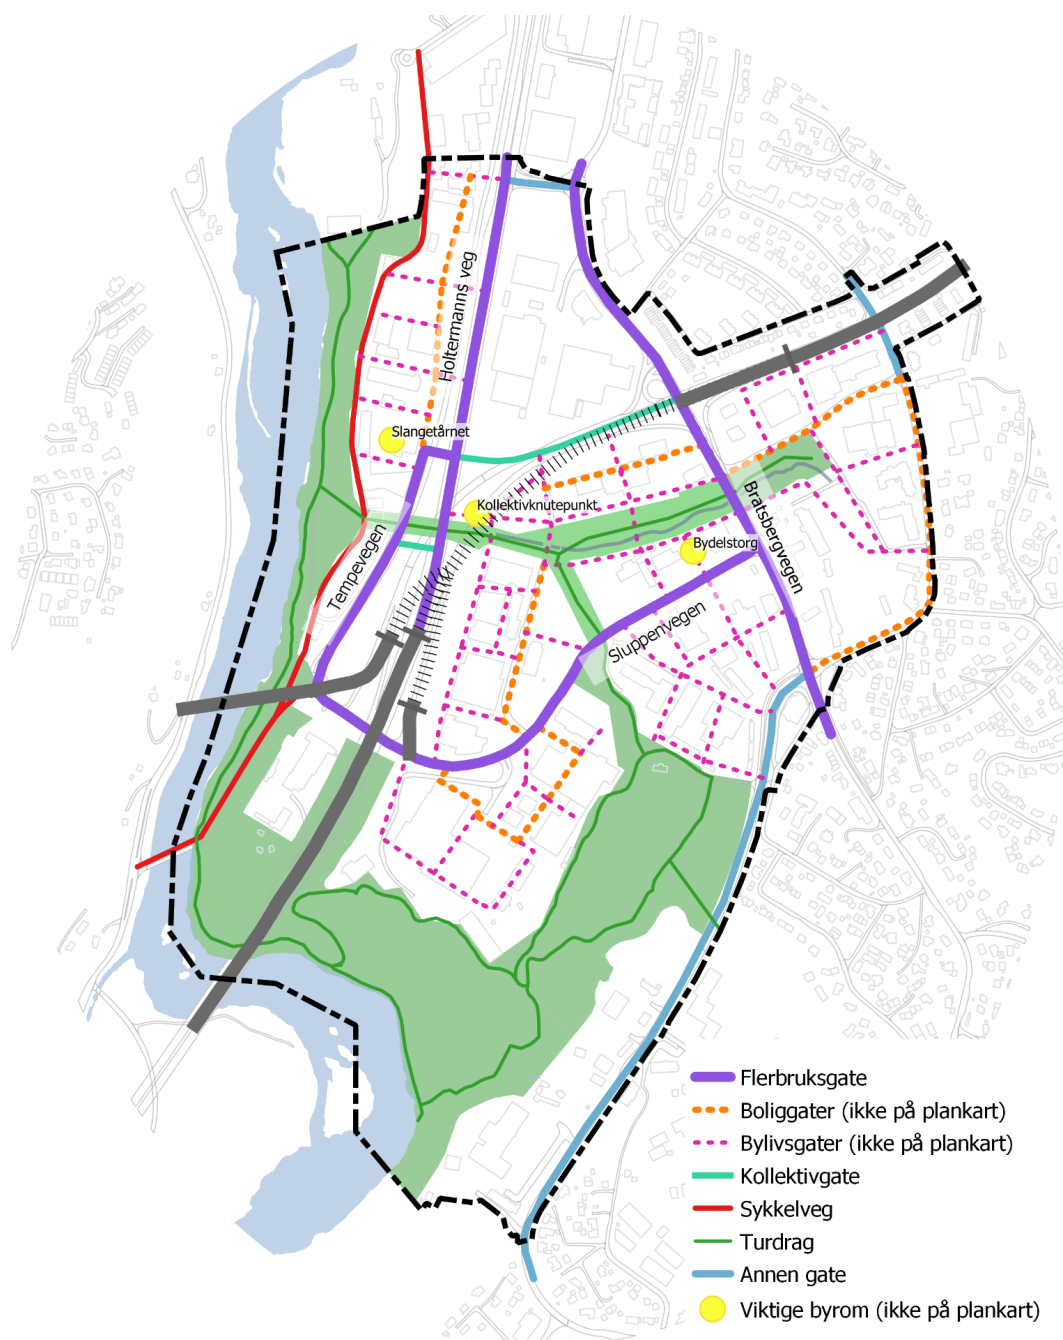 Holtermanns veg
Slangetårnet
Kollektivknutepunkt
Bratsbergvegen
Tempevegen
Bydelstorg
Sluppenvegen
Flerbruksgate
Boliggater (ikke på plankart)
Bylivsgater (ikke på plankart)
Kollektivgate
Sykkelveg
Turdrag
Annen gate
Viktige byrom (ikke på plankart)